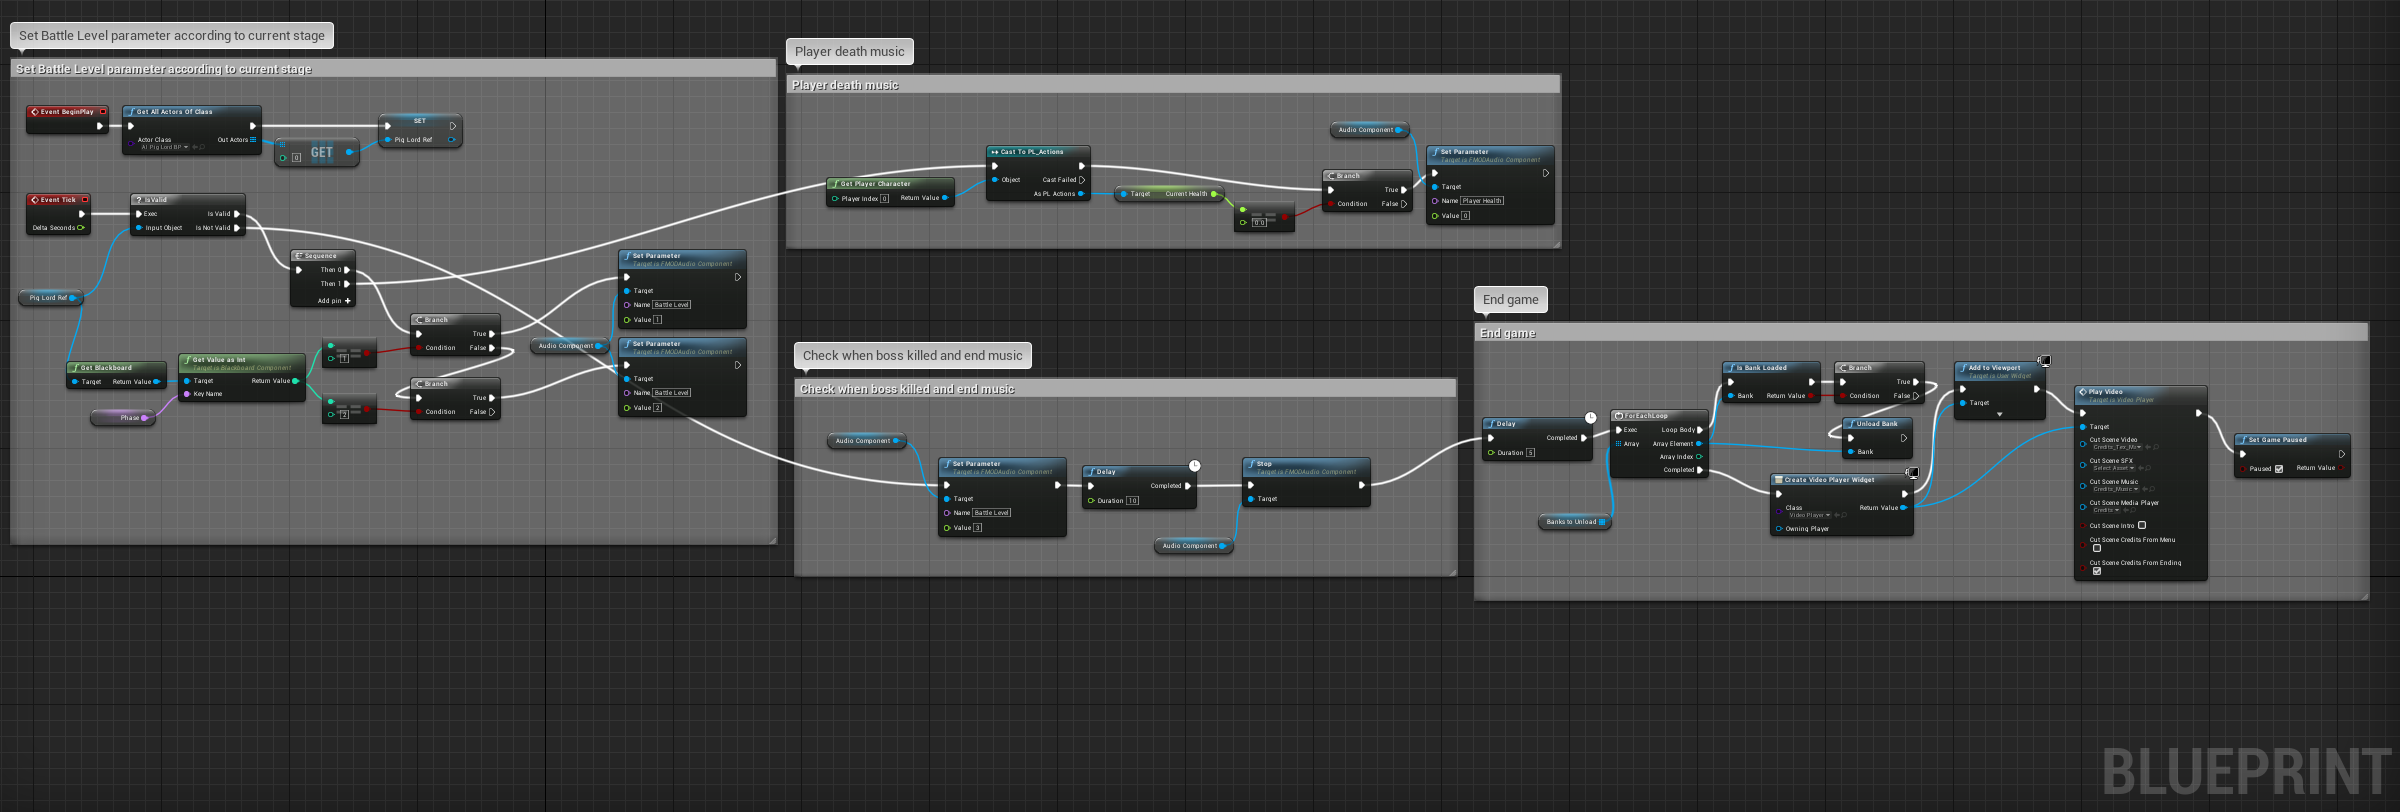 Set Battle Level parameter according to current stage
Set Battle Level parameter according to current stage
Event BeginPlay
Get All Actors Of Class
Actor Class
AI Pig Lord BP
Out Actors
0
GET
SET
Pig Lord Ref
Event Tick
Delta Seconds
? IsValid
Exec
Is Valid
Input Object
Is Not Valid
Sequence
Then 0
Then 1
Add pin +
Pig Lord Ref
Get Blackboard
Target
Return Value
Phase
Get Value as Int
Target is Blackboard Component
Target
Return Value
Key Name
==
1
==
2
Branch
True
Condition
False
Branch
True
Condition
False
Audio Component
Set Parameter
Target is FMODAudio Component
Target
Name Battle Level
Value 1
Set Parameter
Target is FMODAudio Component
Target
Name Battle Level
Value 2
Player death music
Player death music
Get Player Character
Player Index 0
Return Value
Cast To PL_Actions
Object
Cast Failed
As PL Actions
Target
Current Health
==
0.0
Branch
True
Condition
False
Audio Component
Set Parameter
Target is FMODAudio Component
Target
Name Player Health
Value 0
Check when boss killed and end music
Check when boss killed and end music
Audio Component
Set Parameter
Target is FMODAudio Component
Target
Name Battle Level
Value 3
Delay
Completed
Duration 10
Audio Component
Stop
Target is FMODAudio Component
Target
End game
End game
Delay
Completed
Duration 5
ForEachLoop
Exec
Loop Body
Array
Array Element
Array Index
Completed
Banks to Unload
Is Bank Loaded
Bank
Return Value
Branch
True
Condition
False
Unload Bank
Bank
Create Video Player Widget
Class
Video Player
Return Value
Owning Player
Add to Viewport
Target is User Widget
Target
Play Video
Target is Video Player
Target
Cut Scene Video
Cut Scene SFX
Select Asset
Cut Scene Music
Credits_Music
Cut Scene Media Player
Credits
Cut Scene Intro
Cut Scene Credits From Menu
Cut Scene Credits From Ending
Set Game Paused
Paused
Return Value
BLUEPRINT